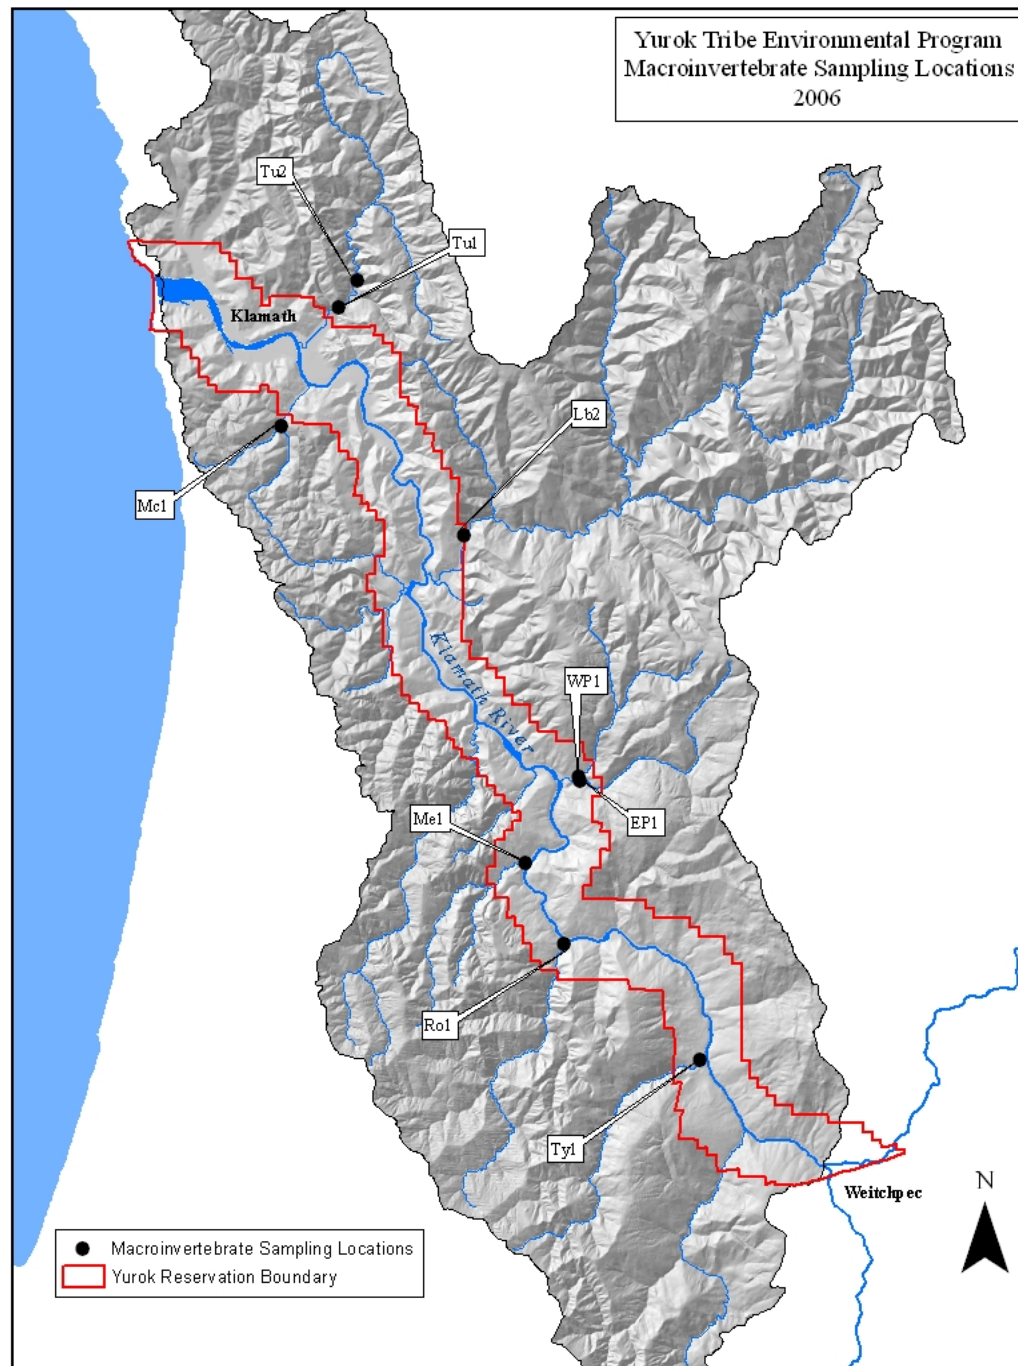 Yurok Tribe Environmental Program
Macroinvertebrate Sampling Locations
2006
Tu2
Tu1
Klamath
Lb2
Mc1
Klamath River
WP1
Me1
EP1
Ro1
Ty1
Weitchpec
N
Macroinvertebrate Sampling Locations
Yurok Reservation Boundary